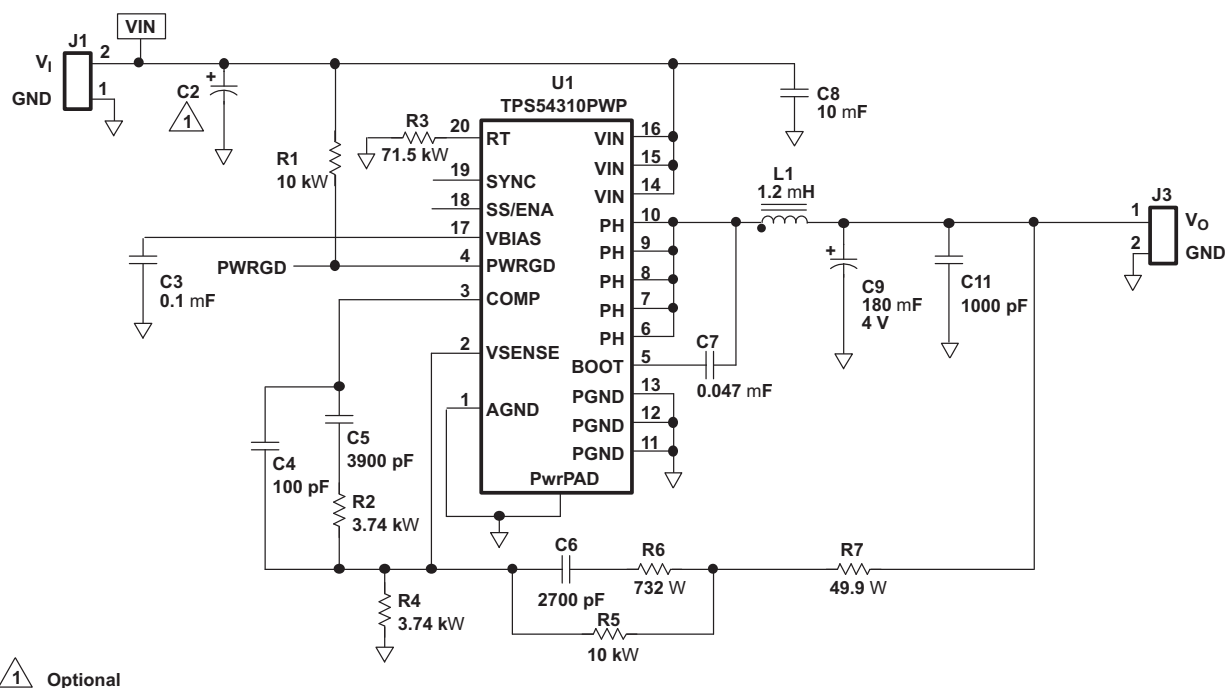 VIN
J1
2
VI
1
GND
+
C2
1
R1
10 kW
R3
71.5 kW
U1
TPS54310PWP
20 RT
19 SYNC
18 SS/ENA
17 VBIAS
4 PWRGD
PWRGD
3 COMP
2 VSENSE
1 AGND
VIN 16
VIN 15
VIN 14
PH 10
PH 9
PH 8
PH 7
PH 6
BOOT 5
PGND 13
PGND 12
PGND 11
PwrPAD
C8
10 mF
L1
1.2 mH
J3
1
VO
2
GND
+
C9
180 mF
4 V
C11
1000 pF
C7
0.047 mF
C3
0.1 mF
C5
3900 pF
C4
100 pF
R2
3.74 kW
C6
2700 pF
R6
732 W
R7
49.9 W
R4
3.74 kW
R5
10 kW
1 Optional